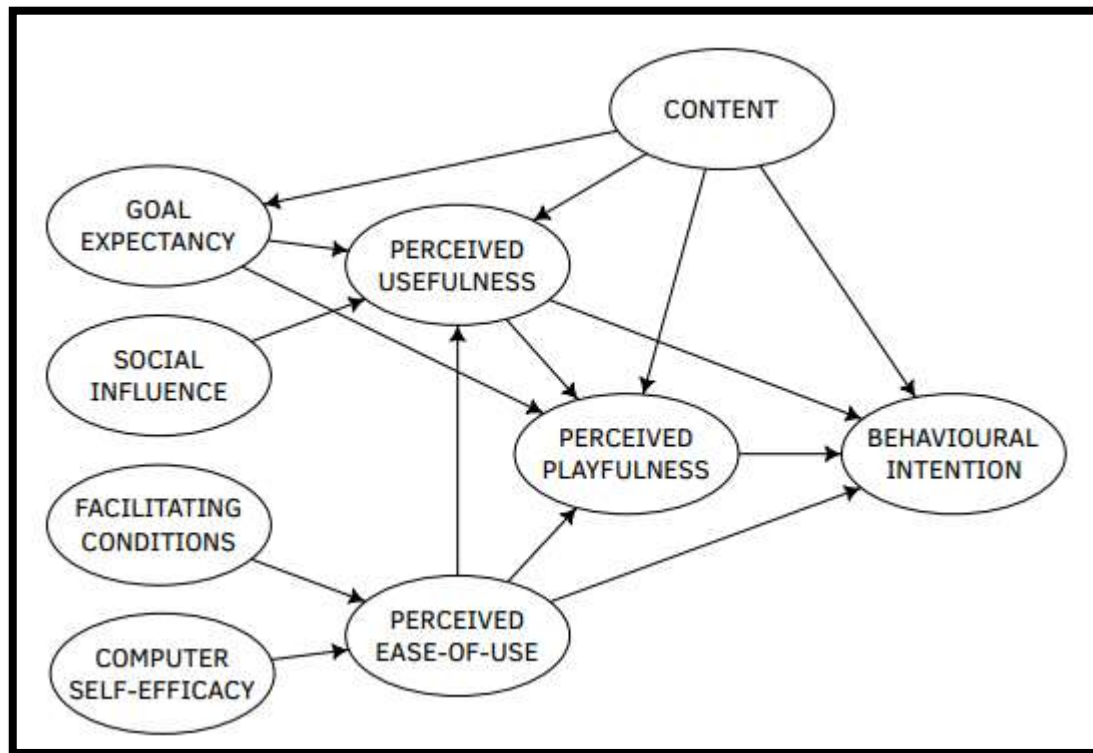 CONTENT
GOAL
EXPECTANCY
PERCEIVED
USEFULNESS
SOCIAL
INFLUENCE
PERCEIVED
PLAYFULNESS
BEHAVIOURAL
INTENTION
FACILITATING
CONDITIONS
PERCEIVED
EASE-OF-USE
COMPUTER
SELF-EFFICACY